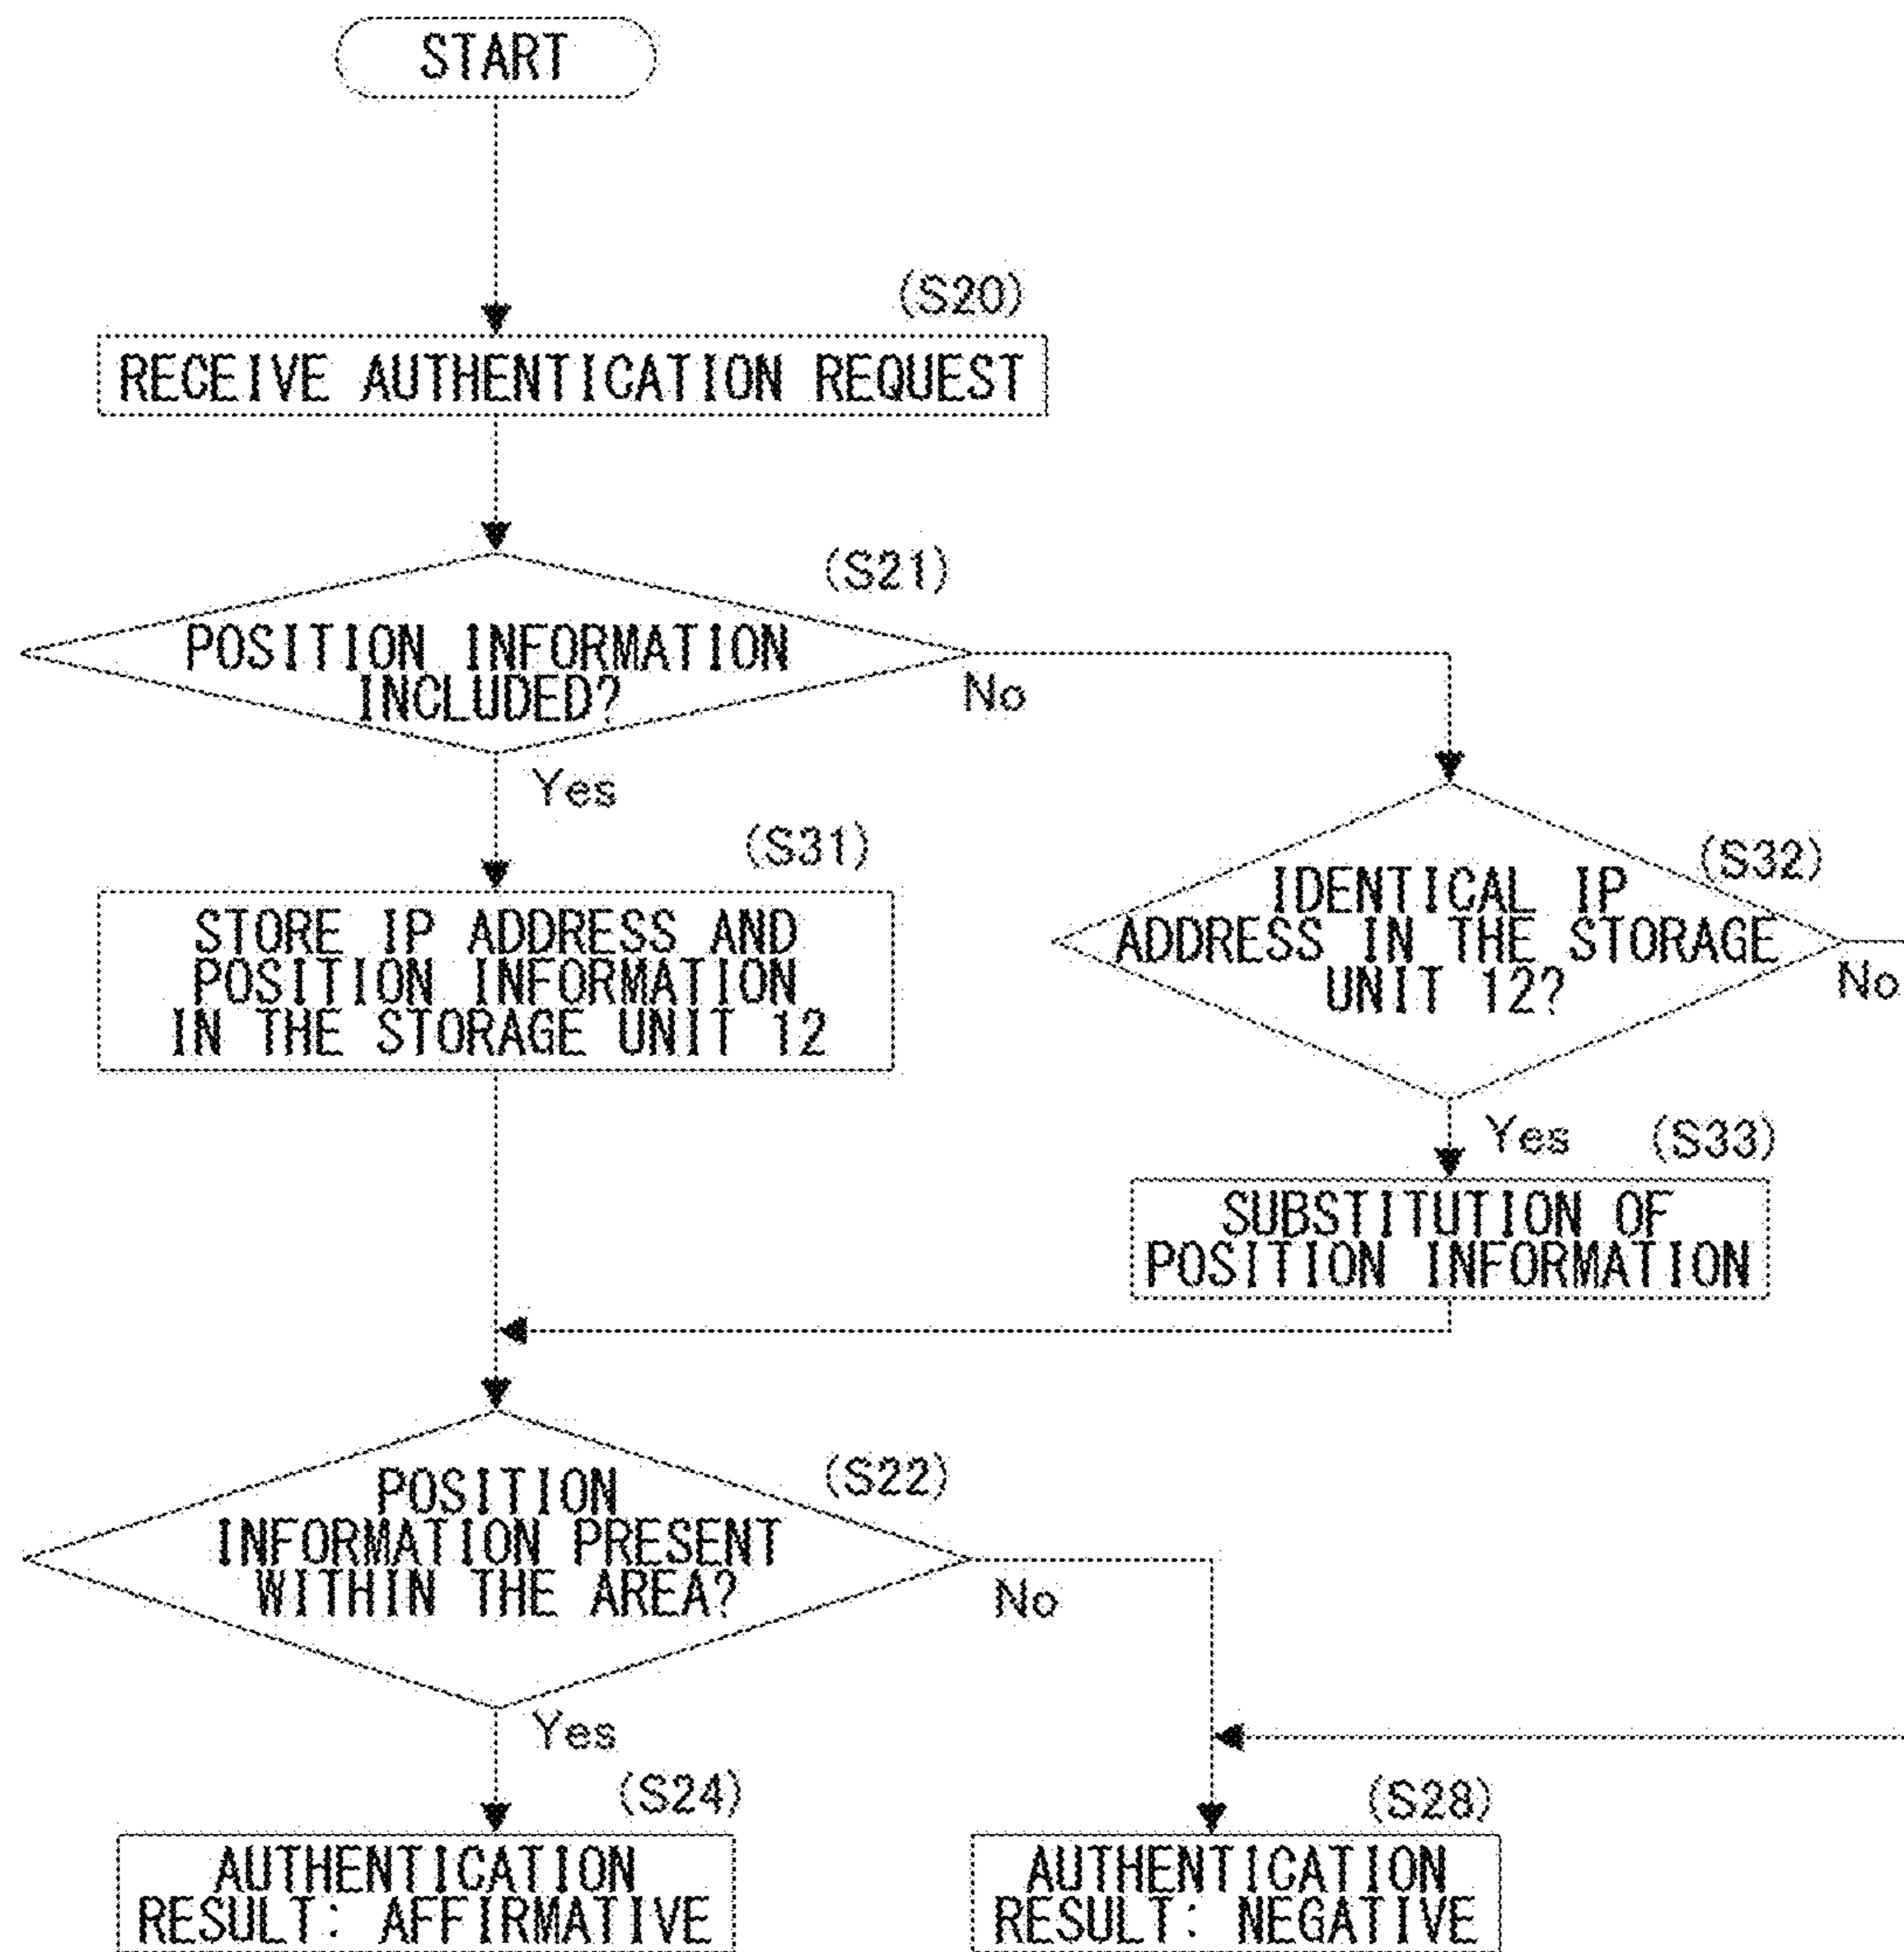 START
(S20)
RECEIVE AUTHENTICATION REQUEST
(S21)
POSITION INFORMATION
INCLUDED?
No
Yes
(S31)
STORE IP ADDRESS AND
POSITION INFORMATION
IN THE STORAGE UNIT 12
(S32)
IDENTICAL IP
ADDRESS IN THE STORAGE
UNIT 12?
No
Yes
(S33)
SUBSTITUTION OF
POSITION INFORMATION
(S22)
POSITION
INFORMATION PRESENT
WITHIN THE AREA?
No
Yes
(S24)
AUTHENTICATION
RESULT: AFFIRMATIVE
(S28)
AUTHENTICATION
RESULT: NEGATIVE